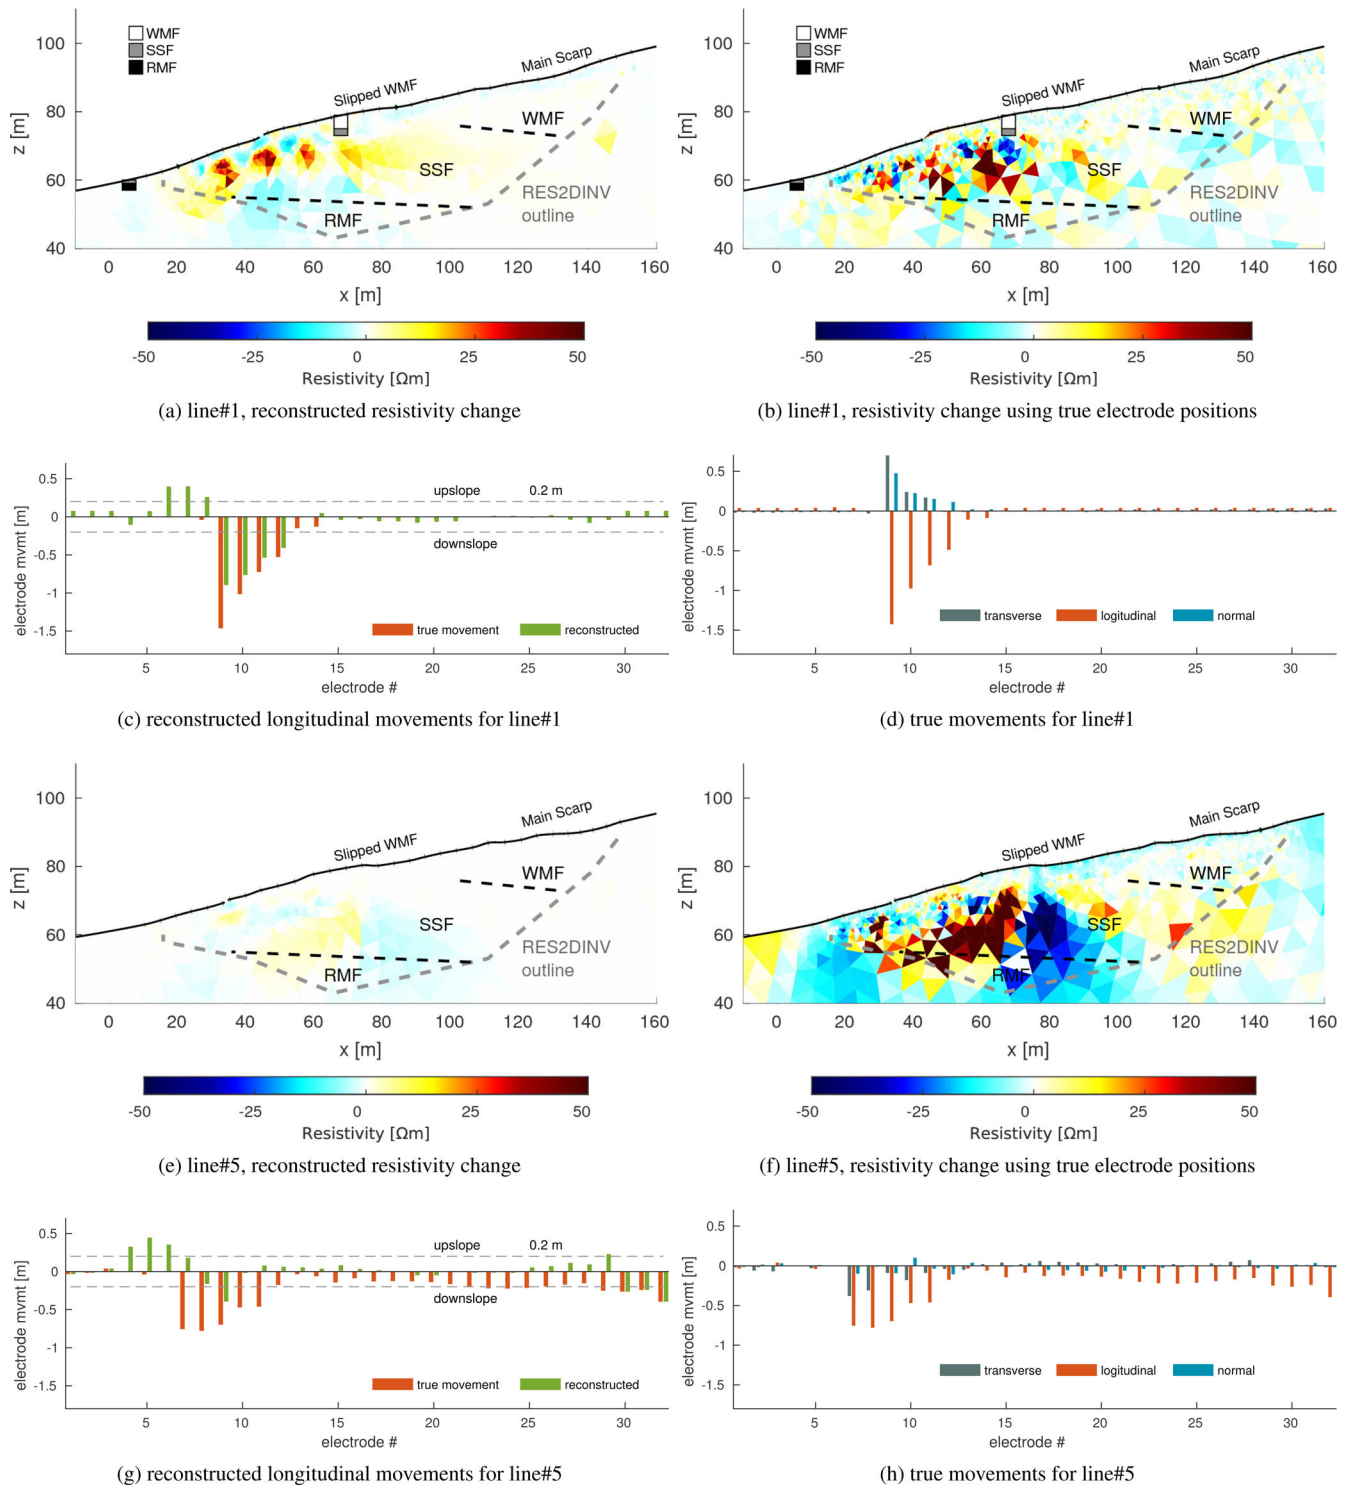 100
80
60
40
z [m]
WMF
SSF
RMF
Slipped WMF
Main Scarp
WMF
SSF
RMF
RES2DINV
outline
0 20 40 60 80 100 120 140 160
x [m]
-50 -25 0 25 50
Resistivity [Ωm]
(a) line#1, reconstructed resistivity change
100
80
60
40
z [m]
WMF
SSF
RMF
Slipped WMF
Main Scarp
WMF
SSF
RMF
RES2DINV
outline
0 20 40 60 80 100 120 140 160
x [m]
-50 -25 0 25 50
Resistivity [Ωm]
(b) line#1, resistivity change using true electrode positions
electrode mvmt [m]
0.5
0
-0.5
-1
-1.5
upslope 0.2 m
downslope
true movement reconstructed
5 10 15 20 25 30
electrode #
(c) reconstructed longitudinal movements for line#1
electrode mvmt [m]
0.5
0
-0.5
-1
-1.5
transverse logitudinal normal
5 10 15 20 25 30
electrode #
(d) true movements for line#1
100
80
60
40
z [m]
Slipped WMF
Main Scarp
WMF
SSF
RMF
RES2DINV
outline
0 20 40 60 80 100 120 140 160
x [m]
-50 -25 0 25 50
Resistivity [Ωm]
(e) line#5, reconstructed resistivity change
100
80
60
40
z [m]
Slipped WMF
Main Scarp
WMF
SSF
RMF
RES2DINV
outline
0 20 40 60 80 100 120 140 160
x [m]
-50 -25 0 25 50
Resistivity [Ωm]
(f) line#5, resistivity change using true electrode positions
electrode mvmt [m]
0.5
0
-0.5
-1
-1.5
upslope 0.2 m
downslope
true movement reconstructed
5 10 15 20 25 30
electrode #
(g) reconstructed longitudinal movements for line#5
electrode mvmt [m]
0.5
0
-0.5
-1
-1.5
transverse logitudinal normal
5 10 15 20 25 30
electrode #
(h) true movements for line#5